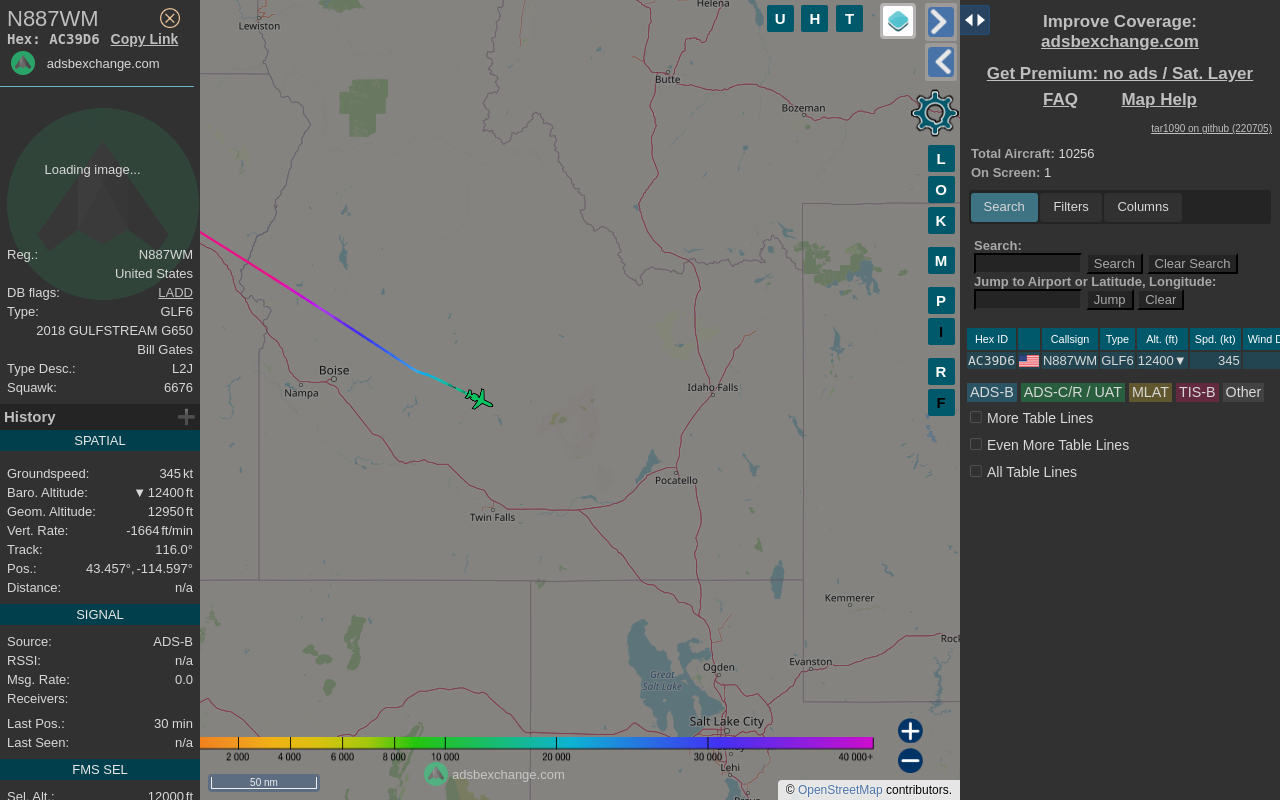 N887WM
Hex: AC39D6 Copy Link
adsbexchange.com
Loading image...
Reg.: N887WM
United States
DB flags: LADD
Type: GLF6
2018 GULFSTREAM G650
Bill Gates
Type Desc.: L2J
Squawk: 6676
History
SPATIAL
Groundspeed: 345 kt
Baro. Altitude: ▼ 12400 ft
Geom. Altitude: 12950 ft
Vert. Rate: -1664 ft/min
Track: 116.0°
Pos.: 43.457°, -114.597°
Distance: n/a
SIGNAL
Source: ADS-B
RSSI: n/a
Msg. Rate: 0.0
Receivers:
Last Pos.: 30 min
Last Seen: n/a
FMS SEL
Sel. Alt.: 12000 ft
Lewiston
Helena
Butte
Bozeman
Boise
Nampa
Idaho Falls
Pocatello
Twin Falls
Kemmerer
Rock
Evanston
Ogden
Great
Salt Lake
Salt Lake City
Lehi
Provo
2 000 4 000 6 000 8 000 10 000 20 000 30 000 40 000+
50 nm
adsbexchange.com
© OpenStreetMap contributors.
U H T
L
O
K
M
P
I
R
F
Improve Coverage:
adsbexchange.com
Get Premium: no ads / Sat. Layer
FAQ Map Help
tar1090 on github (220705)
Total Aircraft: 10256
On Screen: 1
Search Filters Columns
Search:
Search Clear Search
Jump to Airport or Latitude, Longitude:
Jump Clear
Hex ID Callsign Type Alt. (ft) Spd. (kt) Wind D
AC39D6 N887WM GLF6 12400▼ 345
ADS-B ADS-C/R / UAT MLAT TIS-B Other
More Table Lines
Even More Table Lines
All Table Lines